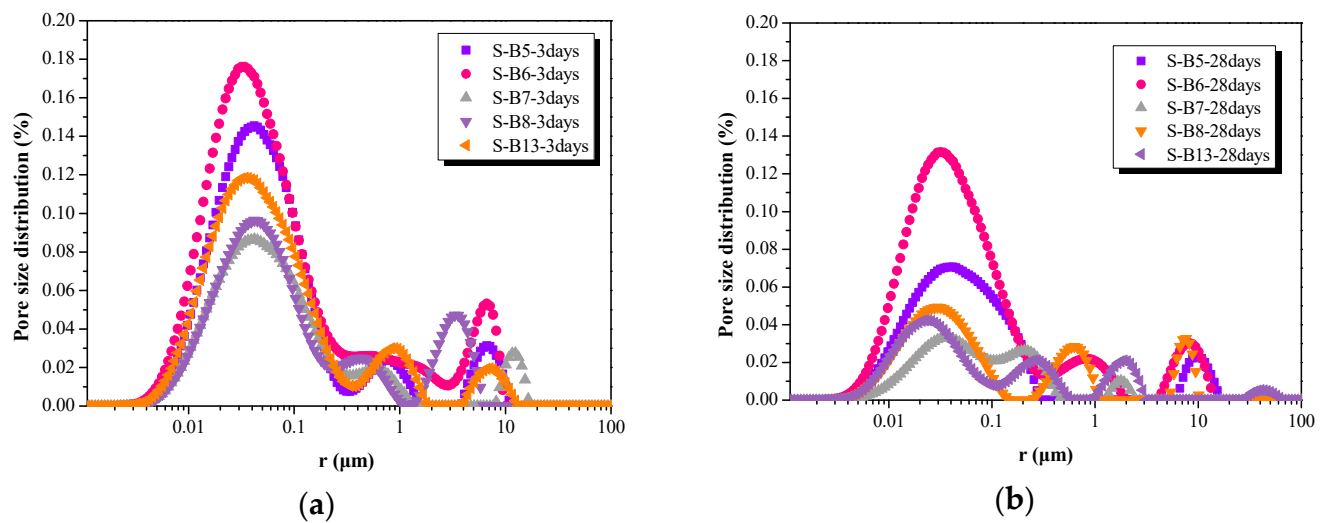 0.20
0.18
0.16
0.14
0.12
0.10
0.08
0.06
0.04
0.02
0.00
Pore size distribution (%)
S-B5-3days
S-B6-3days
S-B7-3days
S-B8-3days
S-B13-3days
0.01 0.1 1 10 100
r (μm)
(a)
0.20
0.18
0.16
0.14
0.12
0.10
0.08
0.06
0.04
0.02
0.00
Pore size distribution (%)
S-B5-28days
S-B6-28days
S-B7-28days
S-B8-28days
S-B13-28days
0.01 0.1 1 10 100
r (μm)
(b)